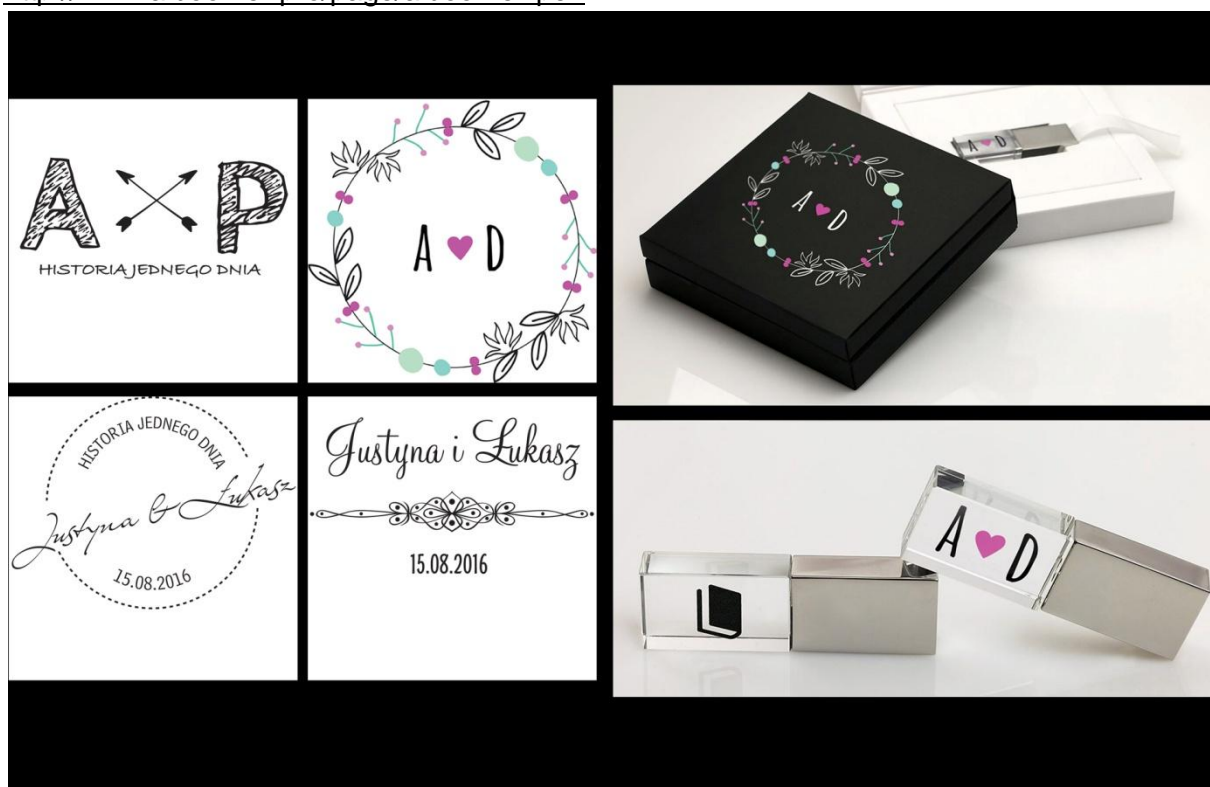 A P
HISTORIA JEDNEGO DNIA
A D
A D
A D
HISTORIA JEDNEGO DNIA
Justyna & Łukasz
15.08.2016
Justyna i Łukasz
15.08.2016
A D